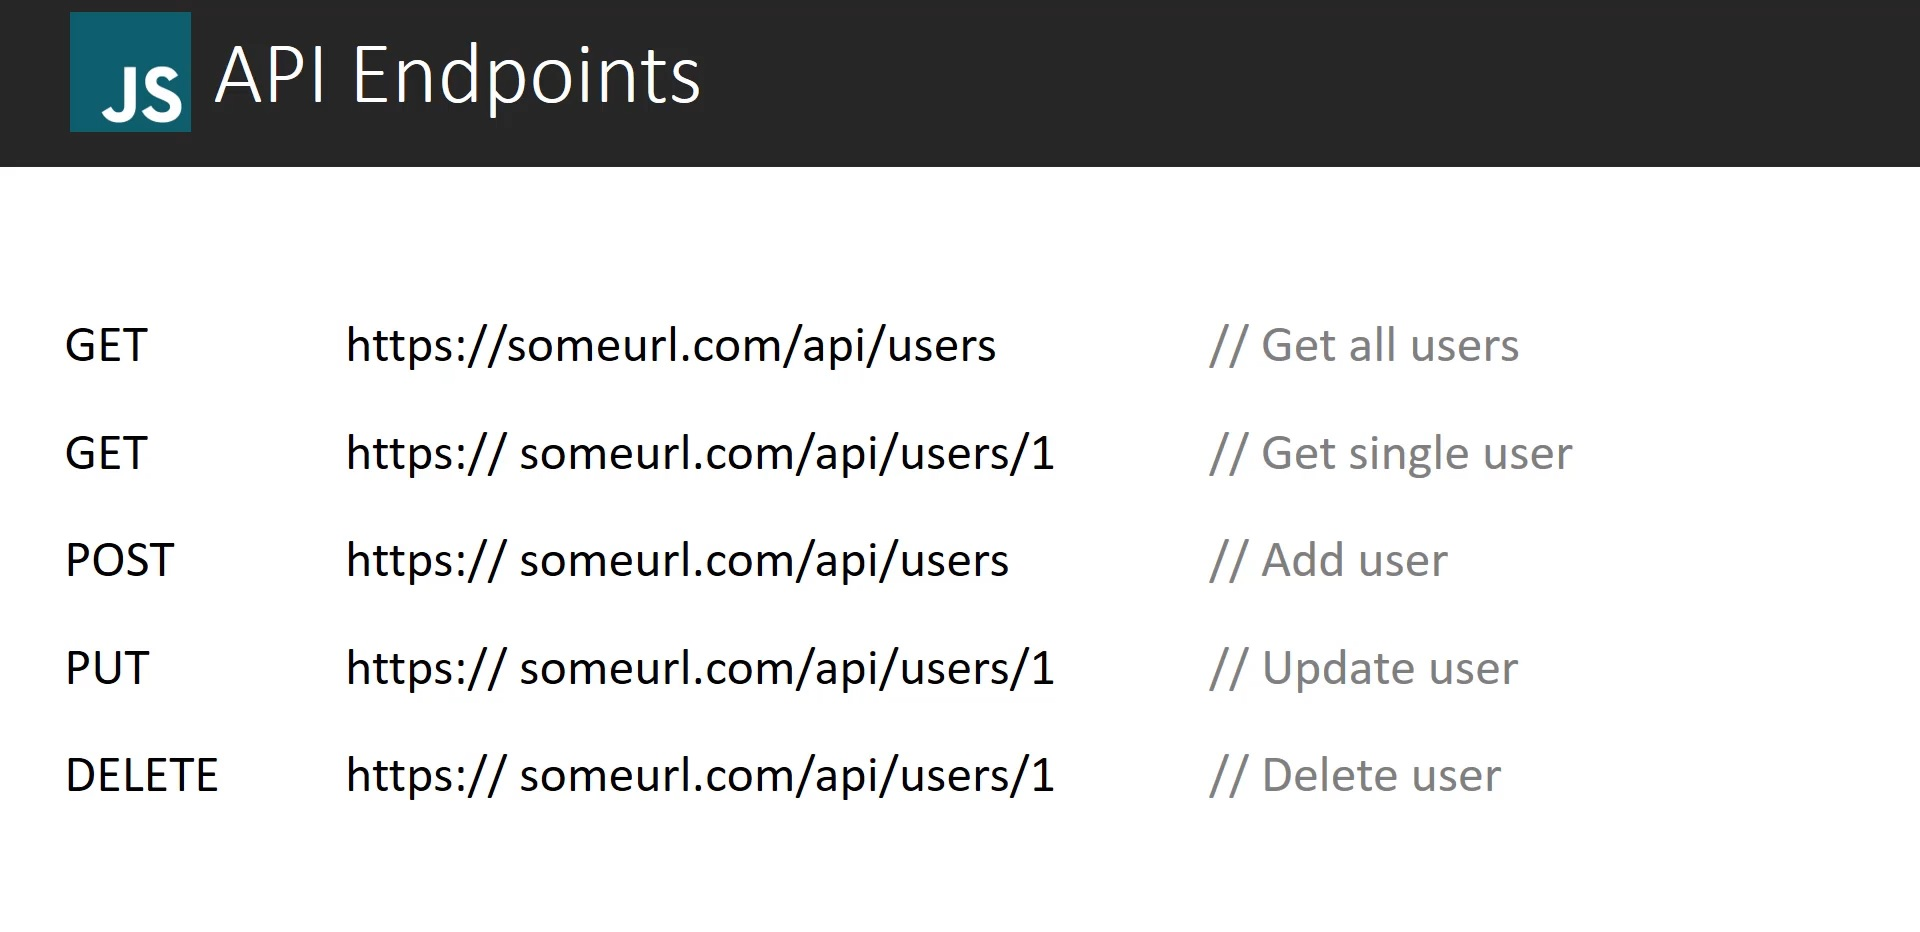 JS API Endpoints
GET https://someurl.com/api/users // Get all users
GET https:// someurl.com/api/users/1 // Get single user
POST https:// someurl.com/api/users // Add user
PUT https:// someurl.com/api/users/1 // Update user
DELETE https:// someurl.com/api/users/1 // Delete user